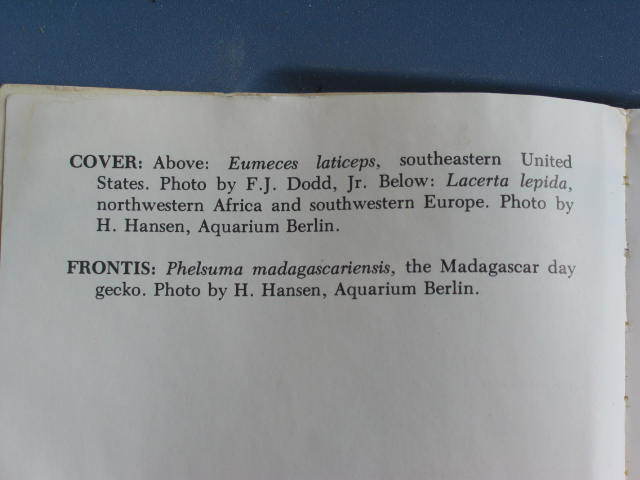 COVER: Above: Eumeces laticeps, southeastern United
States. Photo by F.J. Dodd, Jr. Below: Lacerta lepida,
northwestern Africa and southwestern Europe. Photo by
H. Hansen, Aquarium Berlin.
FRONTIS: Phelsuma madagascariensis, the Madagascar day
gecko. Photo by H. Hansen, Aquarium Berlin.